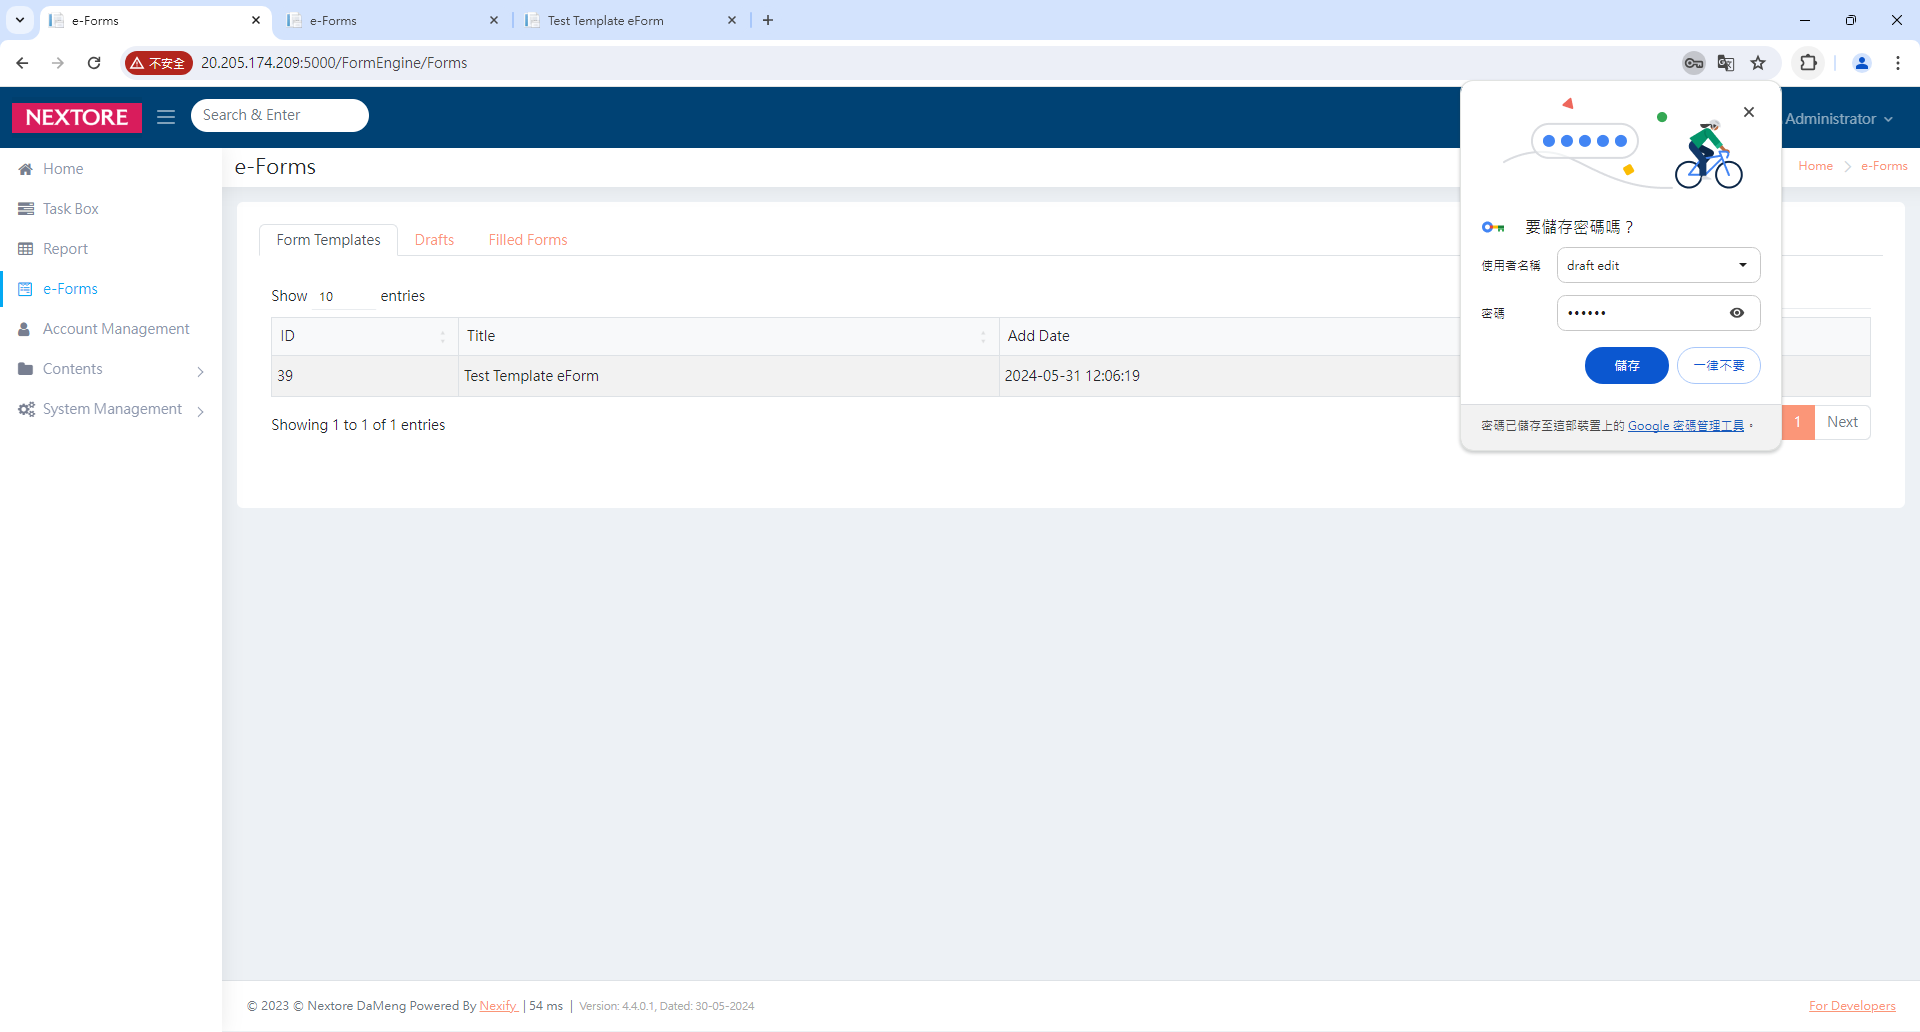 e-Forms
e-Forms
Test Template eForm
不安全
20.205.174.209:5000/FormEngine/Forms
NEXTORE
Search & Enter
Administrator
Home
Task Box
Report
e-Forms
Account Management
Contents
System Management
e-Forms
Home
e-Forms
Form Templates
Drafts
Filled Forms
Show 10 entries
ID
Title
Add Date
39
Test Template eForm
2024-05-31 12:06:19
Showing 1 to 1 of 1 entries
1
Next
要儲存密碼嗎？
使用者名稱
draft edit
密碼
••••••
儲存
一律不要
密碼已儲存至這部裝置上的 Google 密碼管理工具。
© 2023 © Nextore DaMeng Powered By Nexify | 54 ms | Version: 4.4.0.1, Dated: 30-05-2024
For Developers